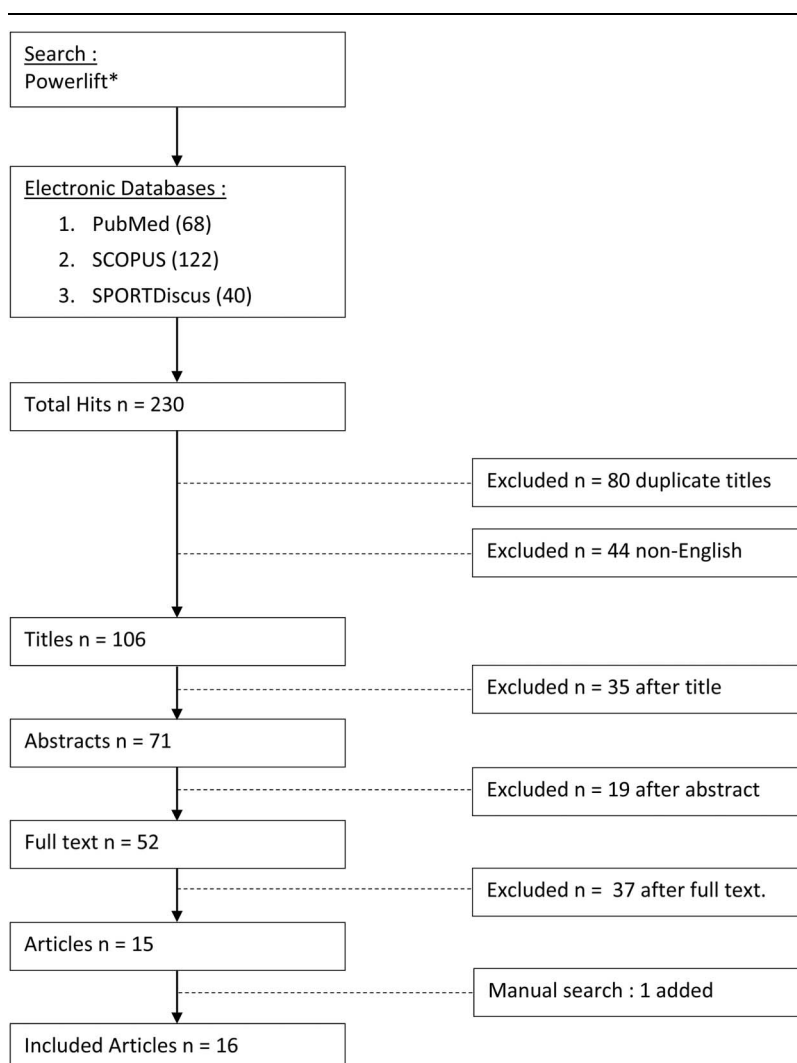 Search :
Powerlift*
Electronic Databases :
1. PubMed (68)
2. SCOPUS (122)
3. SPORTDiscus (40)
Total Hits n = 230
Excluded n = 80 duplicate titles
Excluded n = 44 non-English
Titles n = 106
Excluded n = 35 after title
Abstracts n = 71
Excluded n = 19 after abstract
Full text n = 52
Excluded n = 37 after full text.
Articles n = 15
Manual search : 1 added
Included Articles n = 16